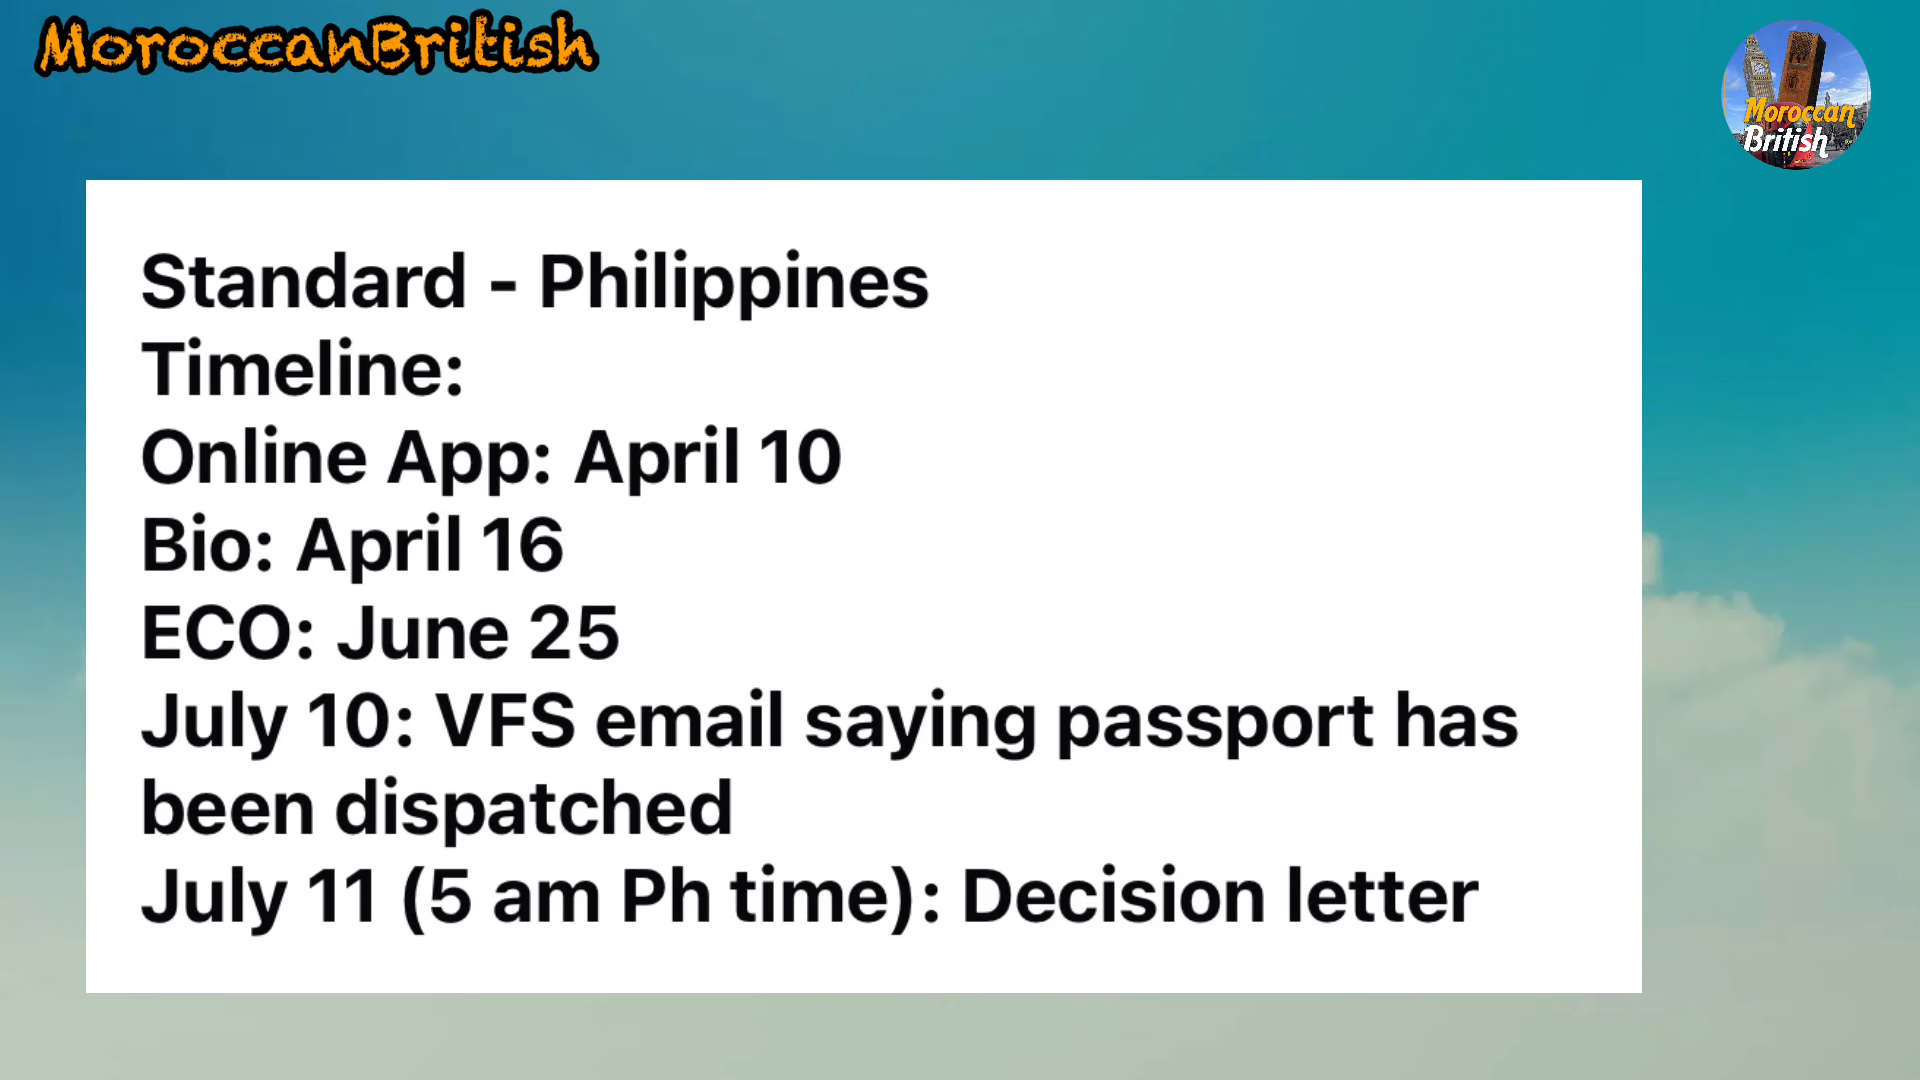 MoroccanBritish
Moroccan
British
Standard - Philippines
Timeline:
Online App: April 10
Bio: April 16
ECO: June 25
July 10: VFS email saying passport has
been dispatched
July 11 (5 am Ph time): Decision letter